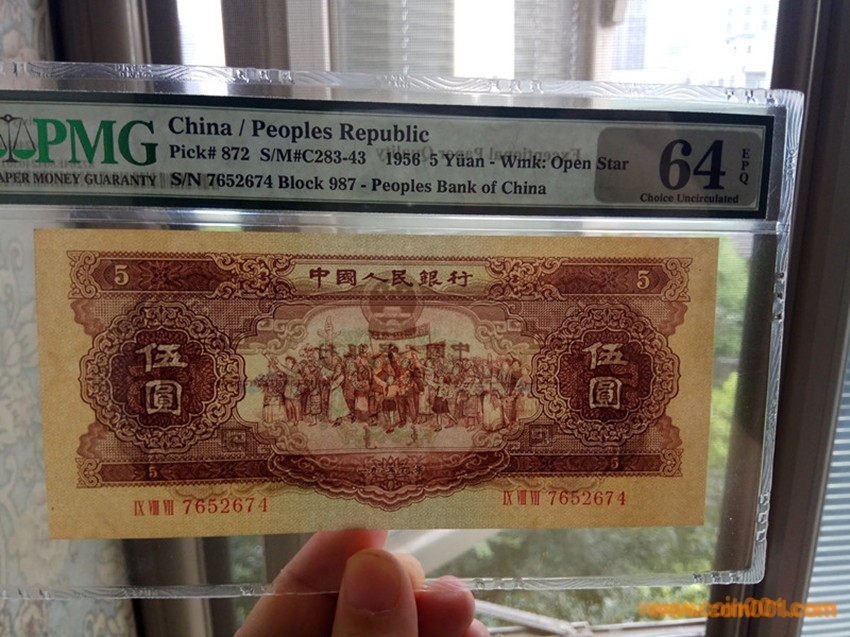 PMG
PAPER MONEY GUARANTY
China / Peoples Republic
Pick# 872 S/M#C283-43 1956 5 Yüan - Wmk: Open Star
S/N 7652674 Block 987 - Peoples Bank of China
64 EPQ
Choice Uncirculated
5 中國人民銀行 5
伍圓 伍圓
5 5
IX VIII VII 7652674 IX VIII VII 7652674
www.coin001.com